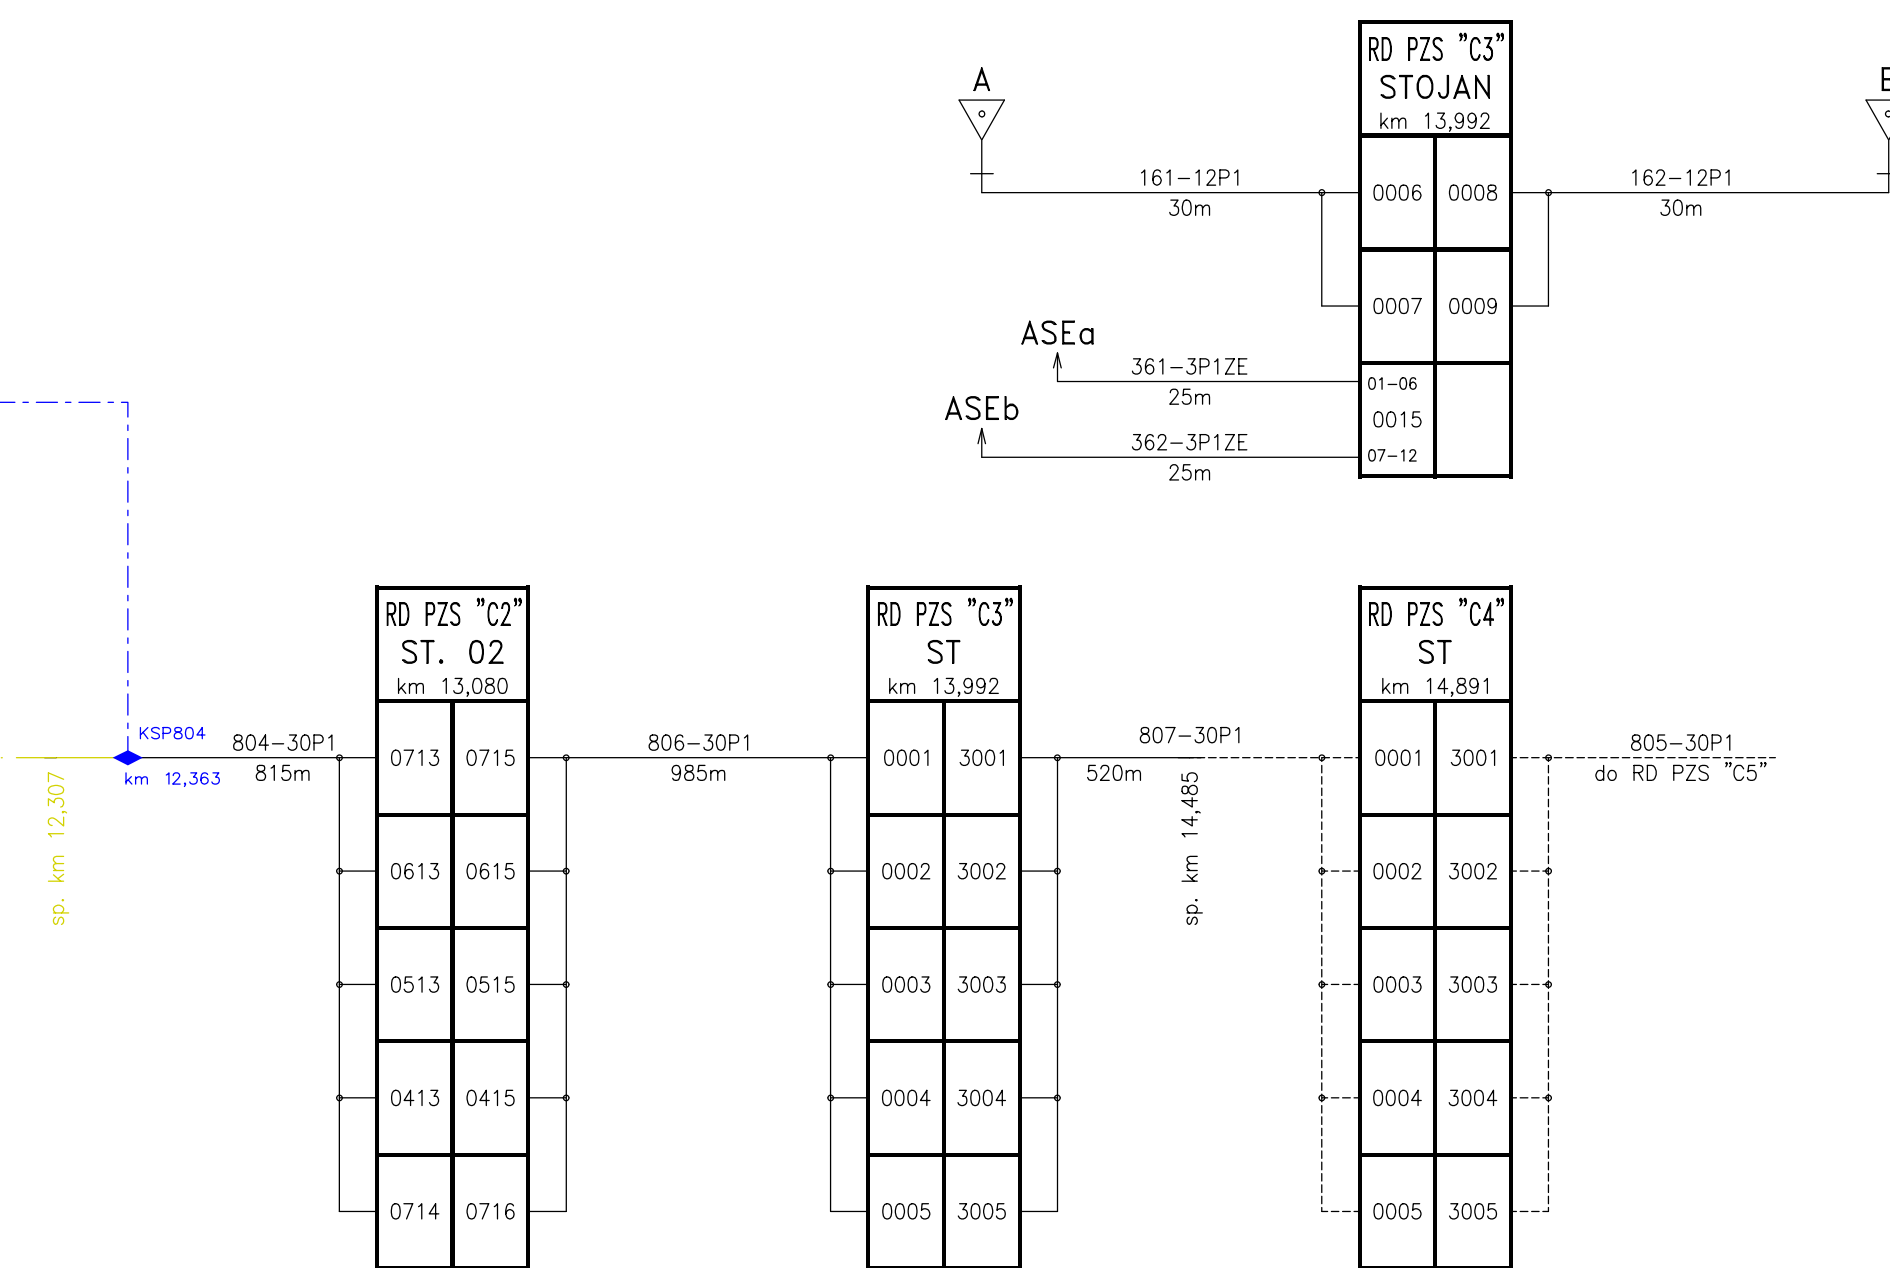 RD PZS "C3"
STOJAN
km 13,992
A
161-12P1
30m
0006 0008
162-12P1
30m
0007 0009
ASEa
361-3P1ZE
25m
01-06
0015
07-12
ASEb
362-3P1ZE
25m
RD PZS "C2"
ST. 02
km 13,080
RD PZS "C3"
ST
km 13,992
RD PZS "C4"
ST
km 14,891
KSP804
km 12,363
sp. km 12,307
804-30P1
815m
0713 0715
0613 0615
0513 0515
0413 0415
0714 0716
806-30P1
985m
0001 3001
0002 3002
0003 3003
0004 3004
0005 3005
807-30P1
520m
sp. km 14,485
0001 3001
0002 3002
0003 3003
0004 3004
0005 3005
805-30P1
do RD PZS "C5"